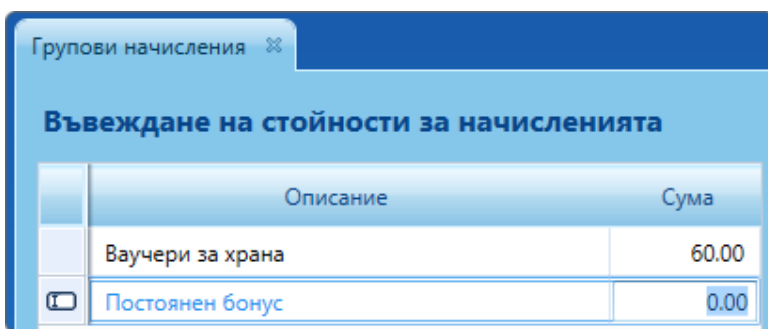 Групови начисления
Въвеждане на стойности за начисленията
Описание Сума
Ваучери за храна 60.00
Постоянен бонус 0.00